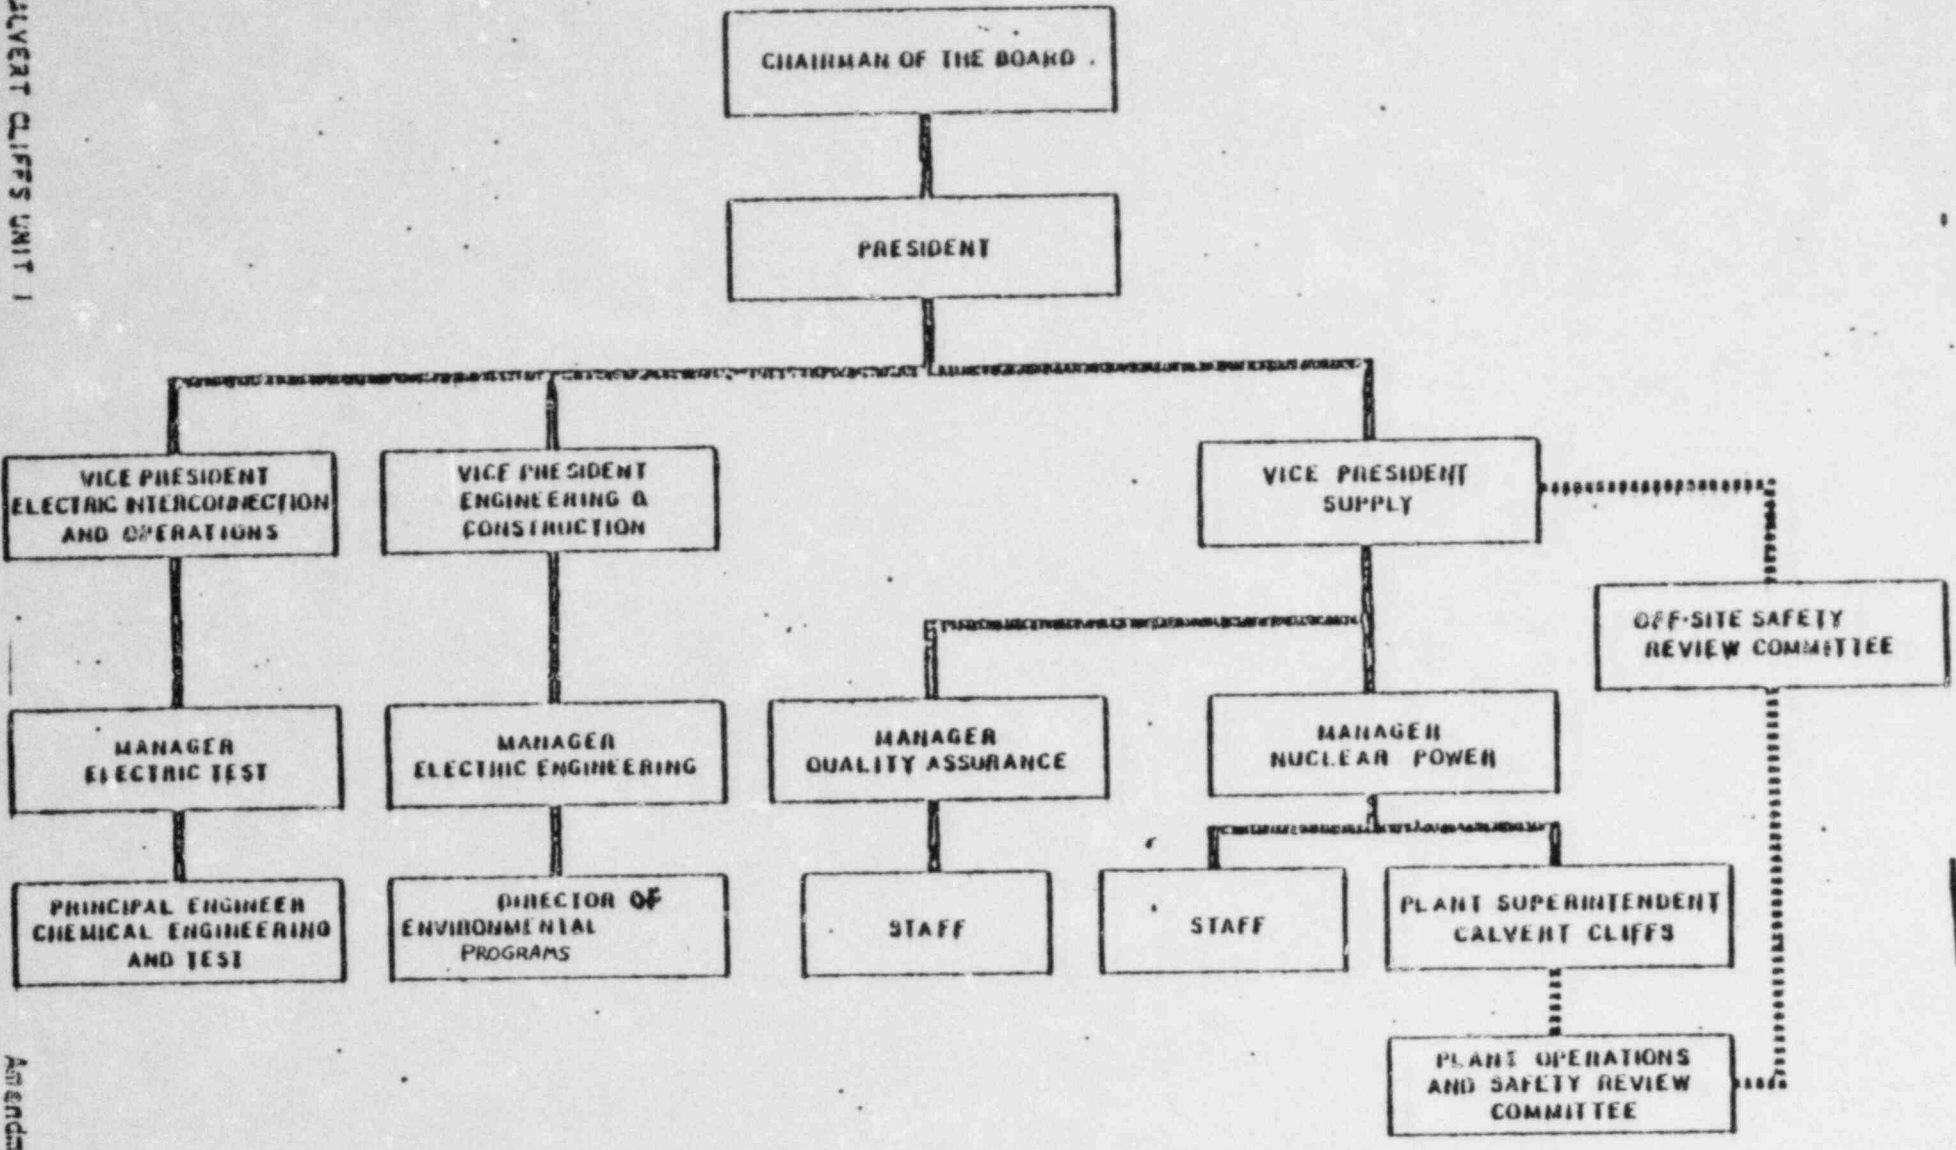 CHAIRMAN OF THE BOARD
PRESIDENT
VICE PRESIDENT
ELECTRIC INTERCONNECTION
AND OPERATIONS
VICE PRESIDENT
ENGINEERING &
CONSTRUCTION
VICE PRESIDENT
SUPPLY
OFF-SITE SAFETY
REVIEW COMMITTEE
MANAGER
ELECTRIC TEST
MANAGER
ELECTRIC ENGINEERING
MANAGER
QUALITY ASSURANCE
MANAGER
NUCLEAR POWER
PRINCIPAL ENGINEER
CHEMICAL ENGINEERING
AND TEST
DIRECTOR OF
ENVIRONMENTAL
PROGRAMS
STAFF
STAFF
PLANT SUPERINTENDENT
CALVERT CLIFFS
PLANT OPERATIONS
AND SAFETY REVIEW
COMMITTEE
CLIFFS UNIT 1